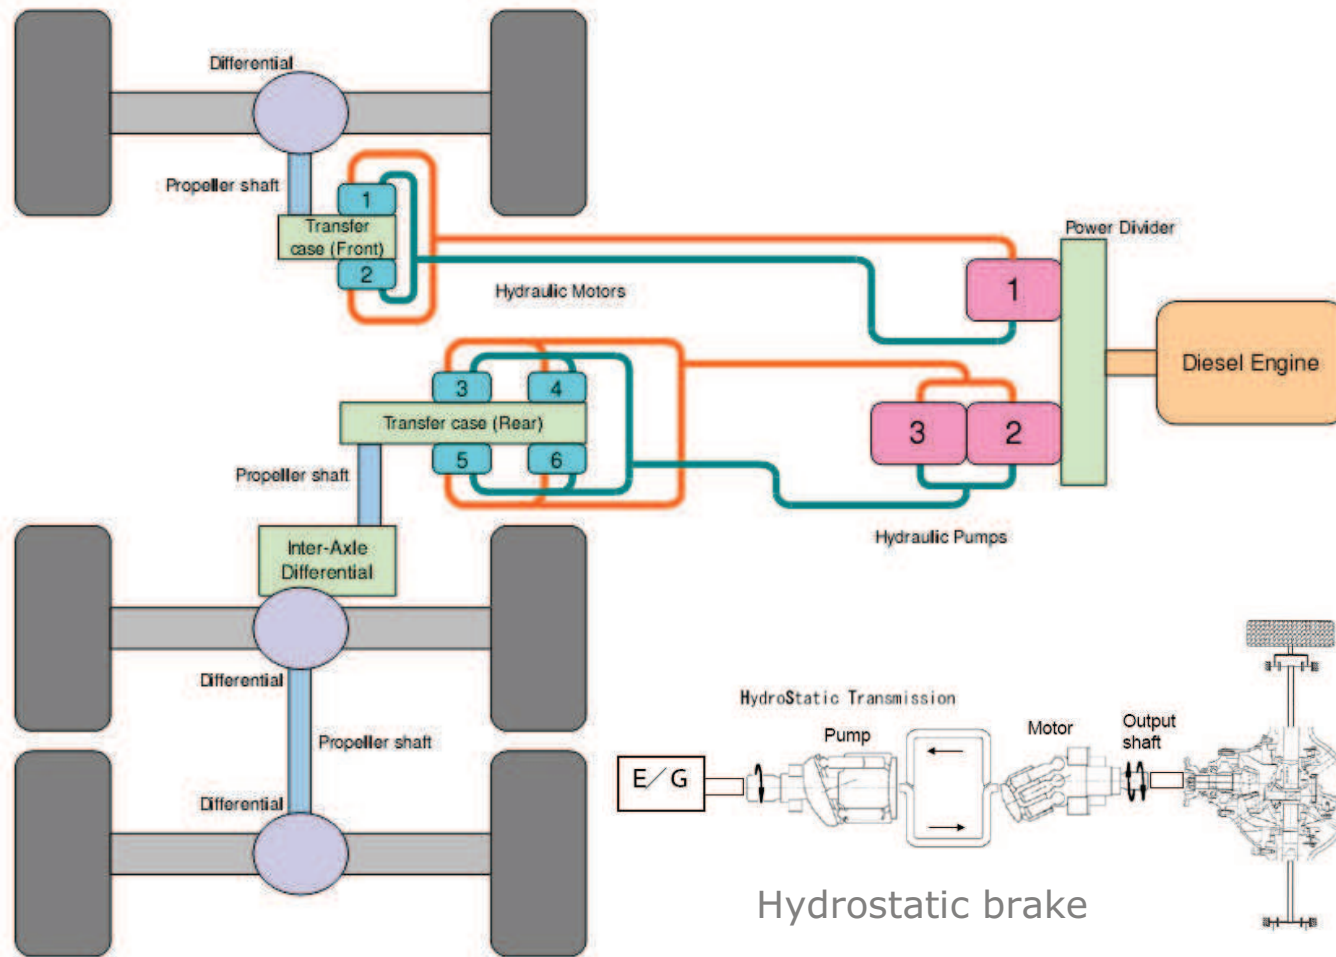 Differential
Propeller shaft
1
Transfer
case (Front)
2
Hydraulic Motors
Power Divider
1
Diesel Engine
3
4
Transfer case (Rear)
5
6
3
2
Propeller shaft
Hydraulic Pumps
Inter-Axle
Differential
Differential
Propeller shaft
Differential
HydroStatic Transmission
Pump
Motor
Output
shaft
E／G
Hydrostatic brake